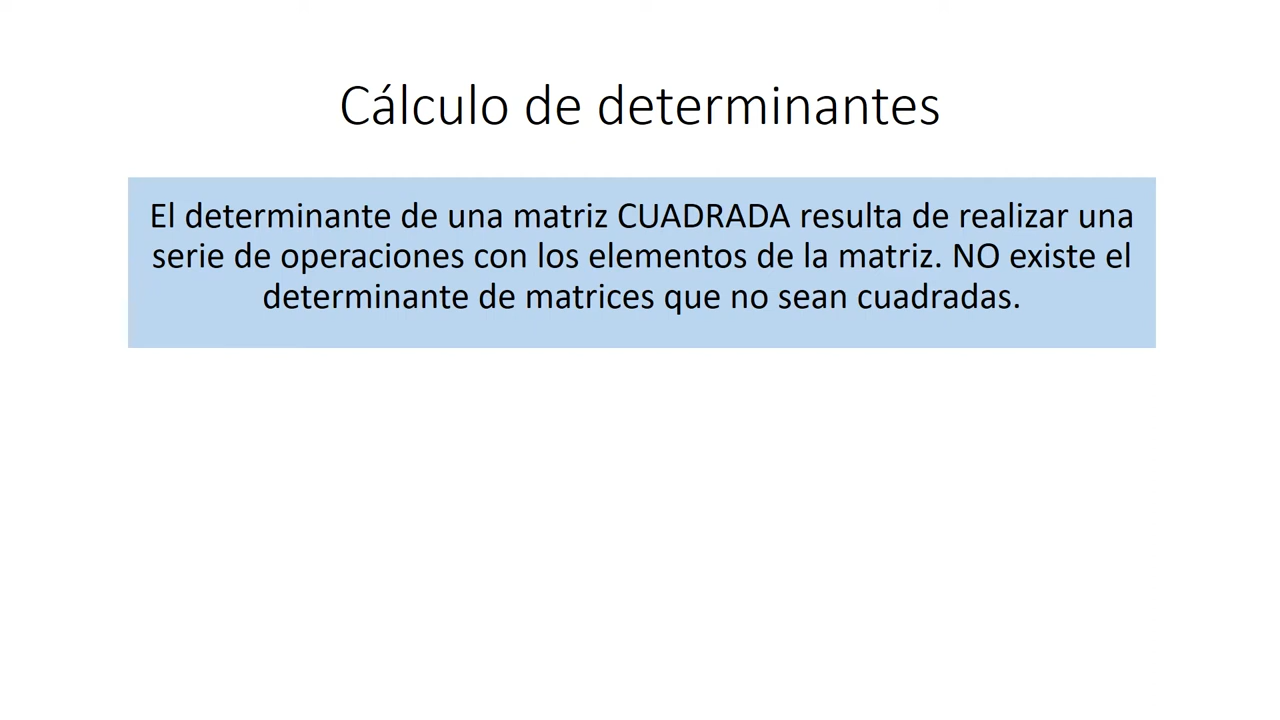 Cálculo de determinantes
El determinante de una matriz CUADRADA resulta de realizar una
serie de operaciones con los elementos de la matriz. NO existe el
determinante de matrices que no sean cuadradas.